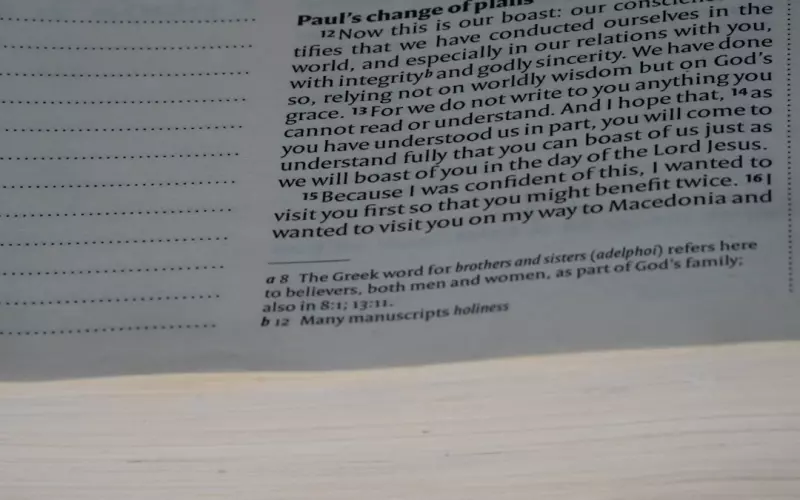 Paul's change of plans
12 Now this is our boast: our conscience
tifies that we have conducted ourselves in the
world, and especially in our relations with you,
with integrityᵇ and godly sincerity. We have done
so, relying not on worldly wisdom but on God's
grace. 13 For we do not write to you anything you
cannot read or understand. And I hope that, 14 as
you have understood us in part, you will come to
understand fully that you can boast of us just as
we will boast of you in the day of the Lord Jesus.
15 Because I was confident of this, I wanted to
visit you first so that you might benefit twice. 16 I
wanted to visit you on my way to Macedonia and
a 8 The Greek word for brothers and sisters (adelphoi) refers here
to believers, both men and women, as part of God's family;
also in 8:1; 13:11.
b 12 Many manuscripts holiness